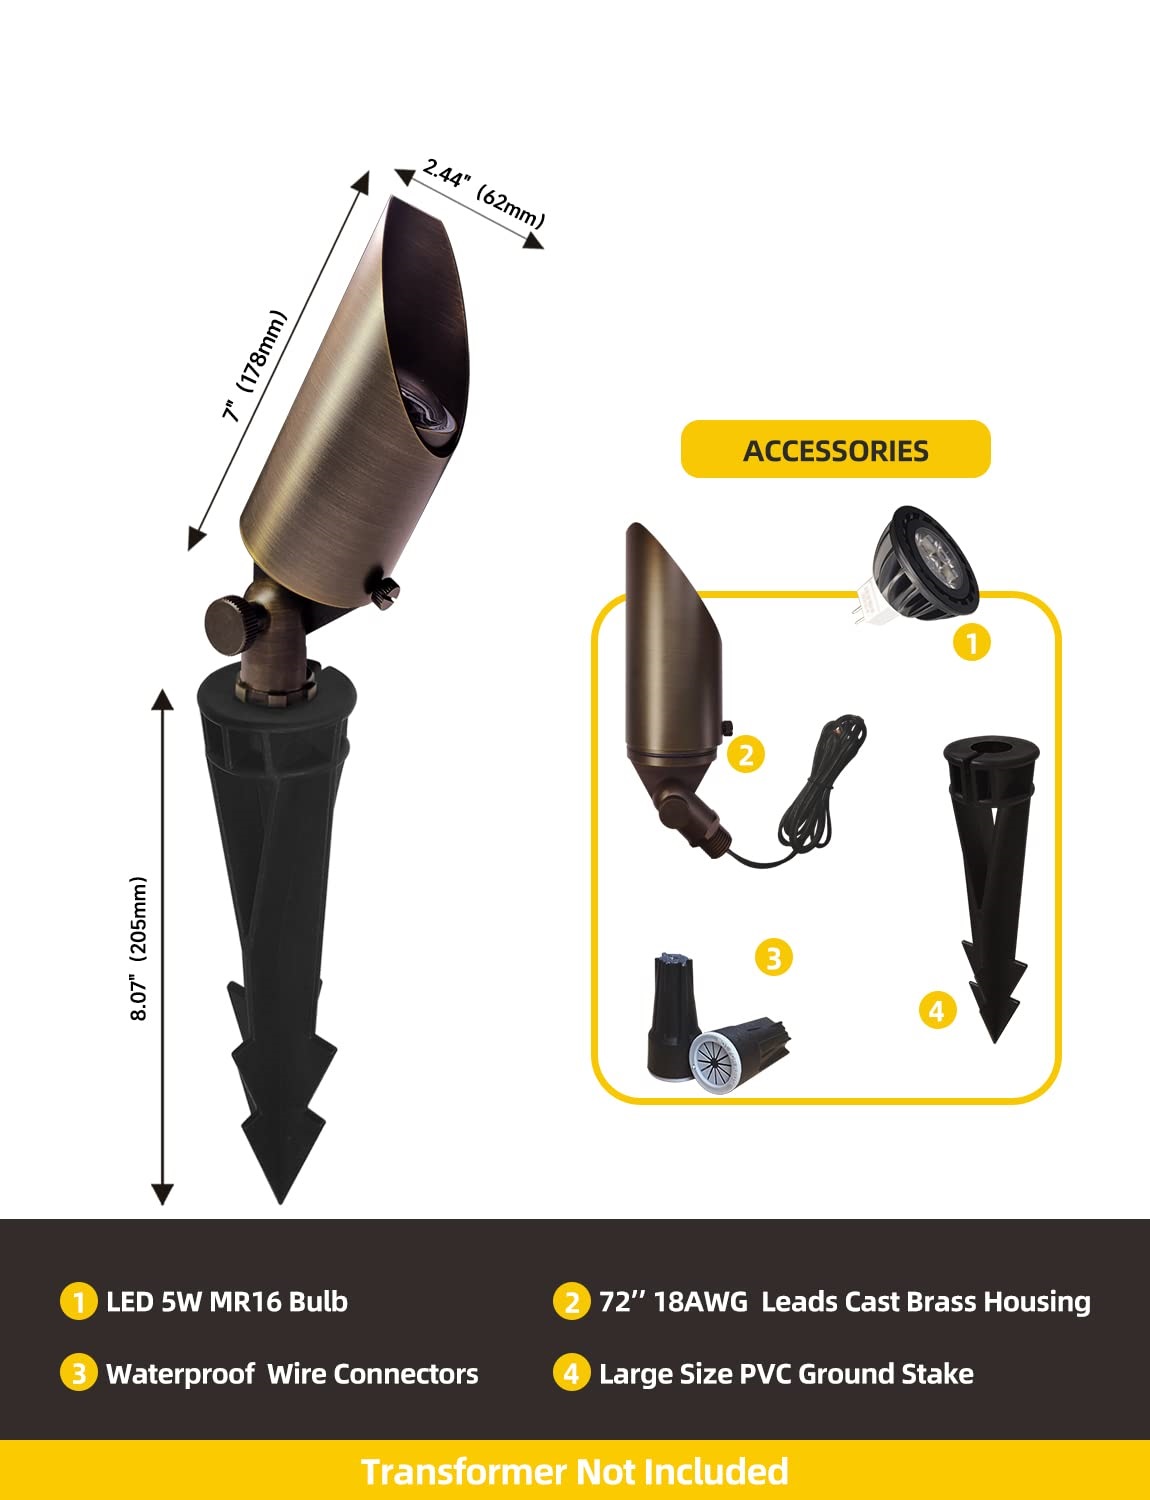 2.44" (62mm)
7" (178mm)
8.07" (205mm)
ACCESSORIES
1
2
3
4
1 LED 5W MR16 Bulb
2 72'' 18AWG Leads Cast Brass Housing
3 Waterproof Wire Connectors
4 Large Size PVC Ground Stake
Transformer Not Included